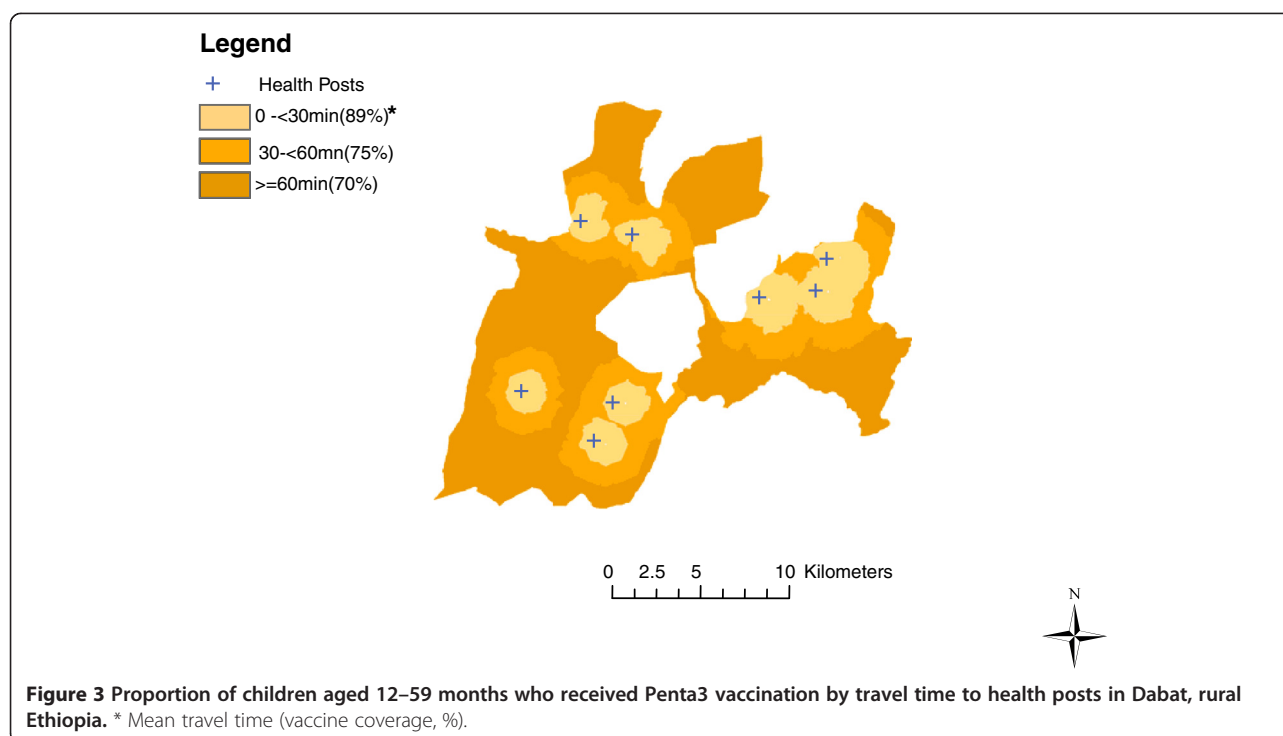 Legend
Health Posts
0 -<30min(89%)*
30-<60mn(75%)
>=60min(70%)
0 2.5 5 10 Kilometers
N
Figure 3 Proportion of children aged 12–59 months who received Penta3 vaccination by travel time to health posts in Dabat, rural
Ethiopia. * Mean travel time (vaccine coverage, %).